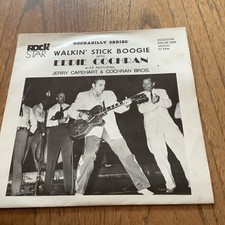 ROCKABILLY SERIES
ROCK
STAR
WALKIN' STICK BOOGIE
EDDIE COCHRAN
ALSO FEATURING
JERRY CAPEHART & COCHRAN BROS.